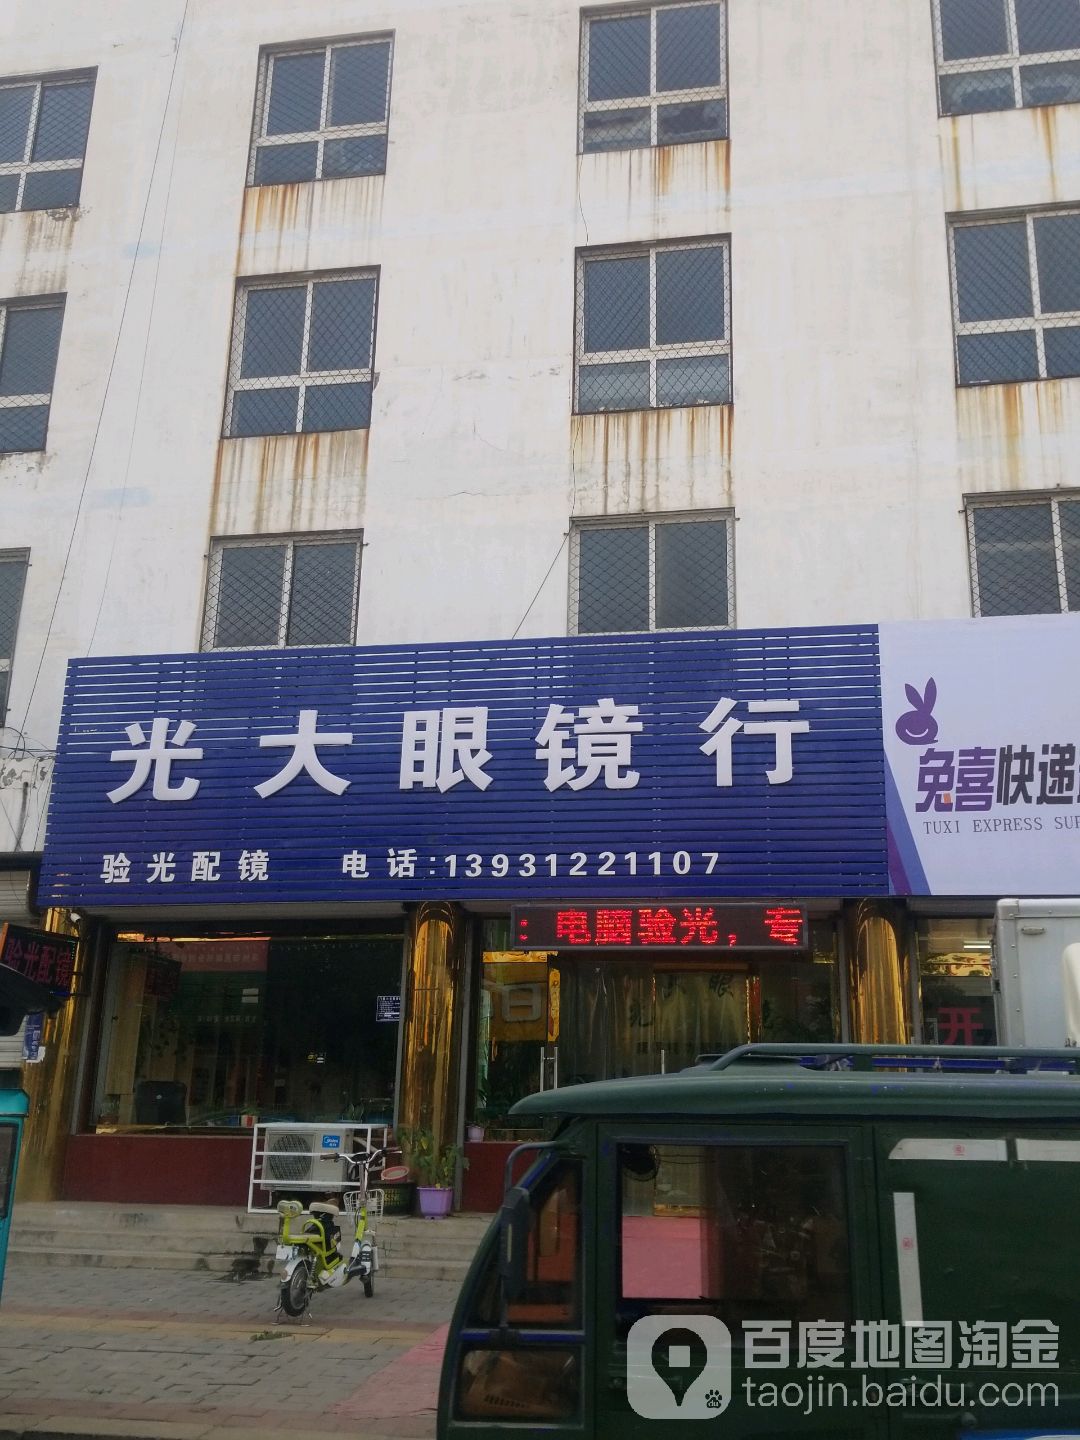 光大眼镜行
验光配镜 电话:13931221107
兔喜快递
TUXI EXPRESS SUP
：电脑验光，专
验光配镜
开
Midea
百度地图淘金
taojin.baidu.com